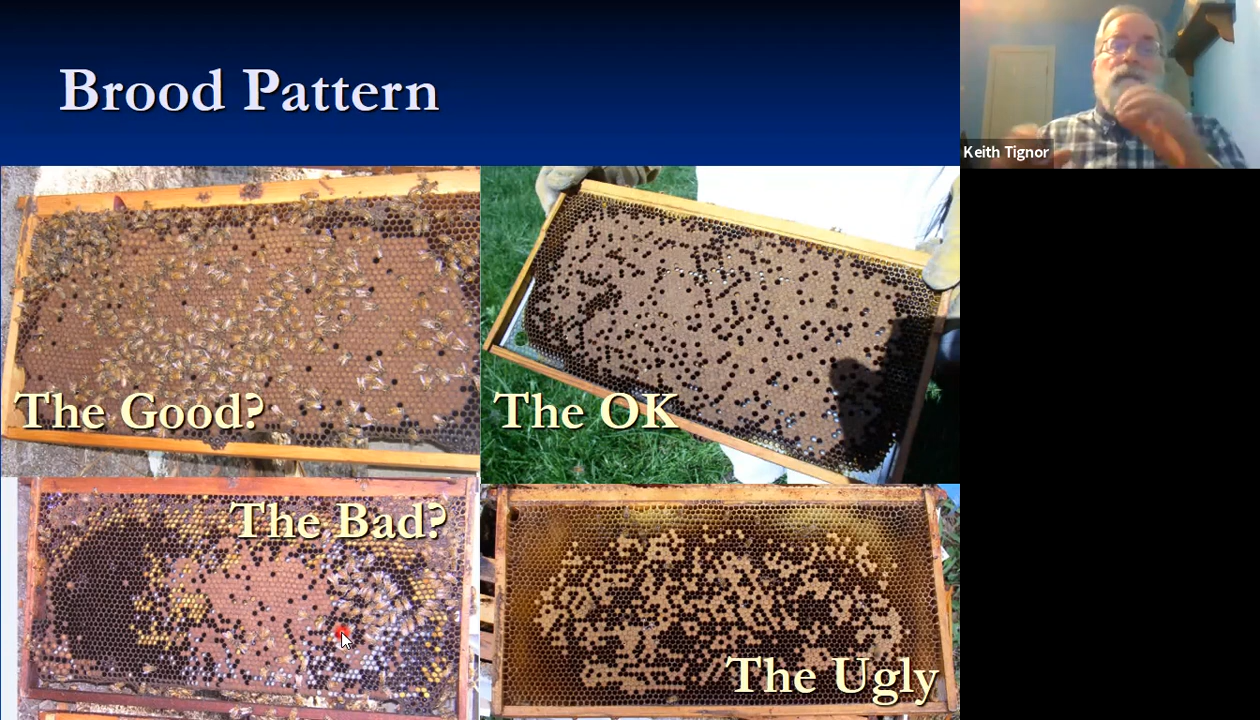 Brood Pattern
Keith Tignor
The Good?
The OK
The Bad?
The Ugly